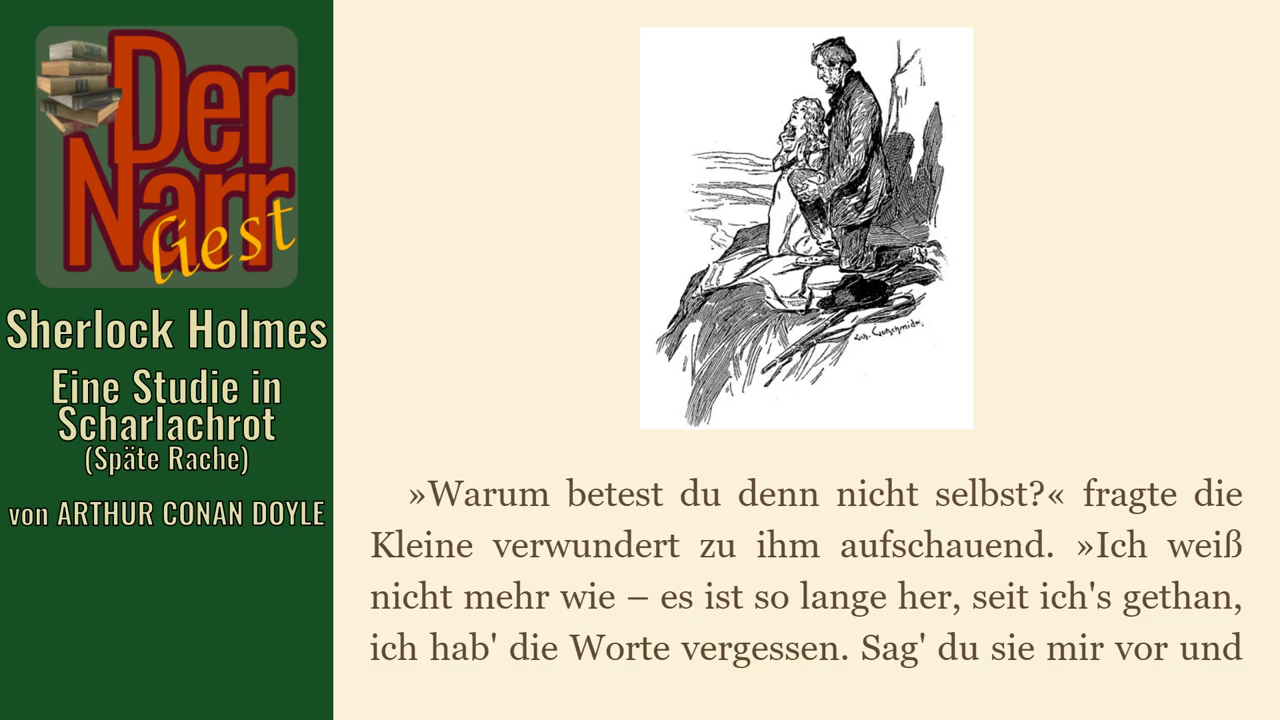 Der
Narr
liest
Sherlock Holmes
Eine Studie in
Scharlachrot
(Späte Rache)
von ARTHUR CONAN DOYLE
»Warum betest du denn nicht selbst?« fragte die
Kleine verwundert zu ihm aufschauend. »Ich weiß
nicht mehr wie – es ist so lange her, seit ich's gethan,
ich hab' die Worte vergessen. Sag' du sie mir vor und